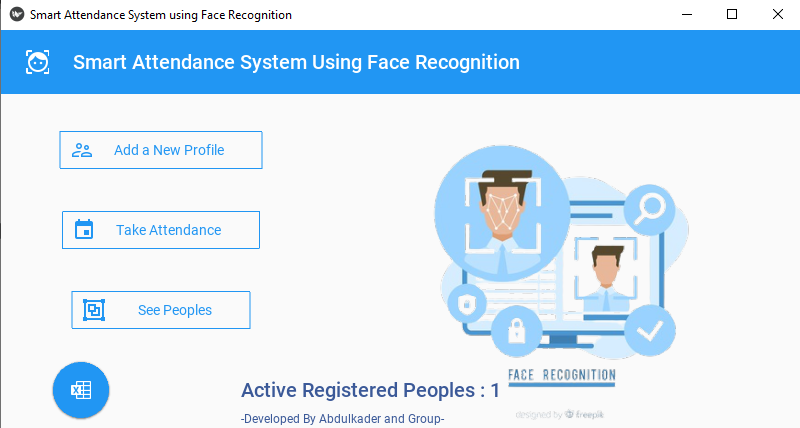 Smart Attendance System using Face Recognition
Smart Attendance System Using Face Recognition
Add a New Profile
Take Attendance
See Peoples
FACE RECOGNITION
Active Registered Peoples : 1
-Developed By Abdulkader and Group-
designed by freepik